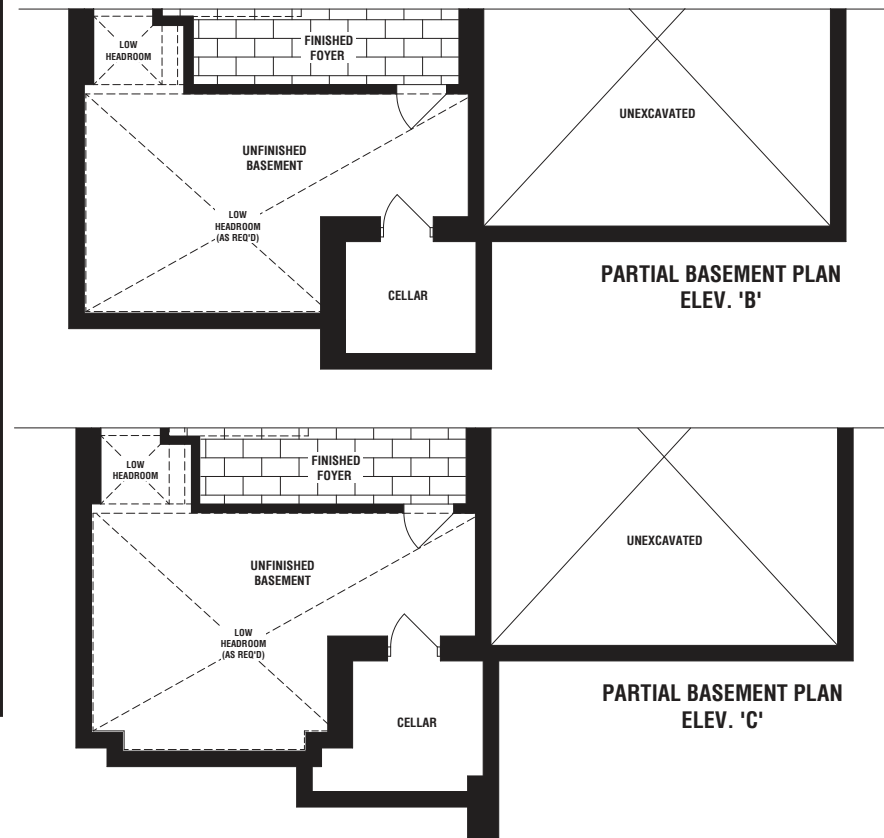 LOW
HEADROOM
FINISHED
FOYER
UNEXCAVATED
UNFINISHED
BASEMENT
LOW
HEADROOM
(AS REQ'D)
CELLAR
PARTIAL BASEMENT PLAN
ELEV. 'B'
LOW
HEADROOM
FINISHED
FOYER
UNEXCAVATED
UNFINISHED
BASEMENT
LOW
HEADROOM
(AS REQ'D)
CELLAR
PARTIAL BASEMENT PLAN
ELEV. 'C'